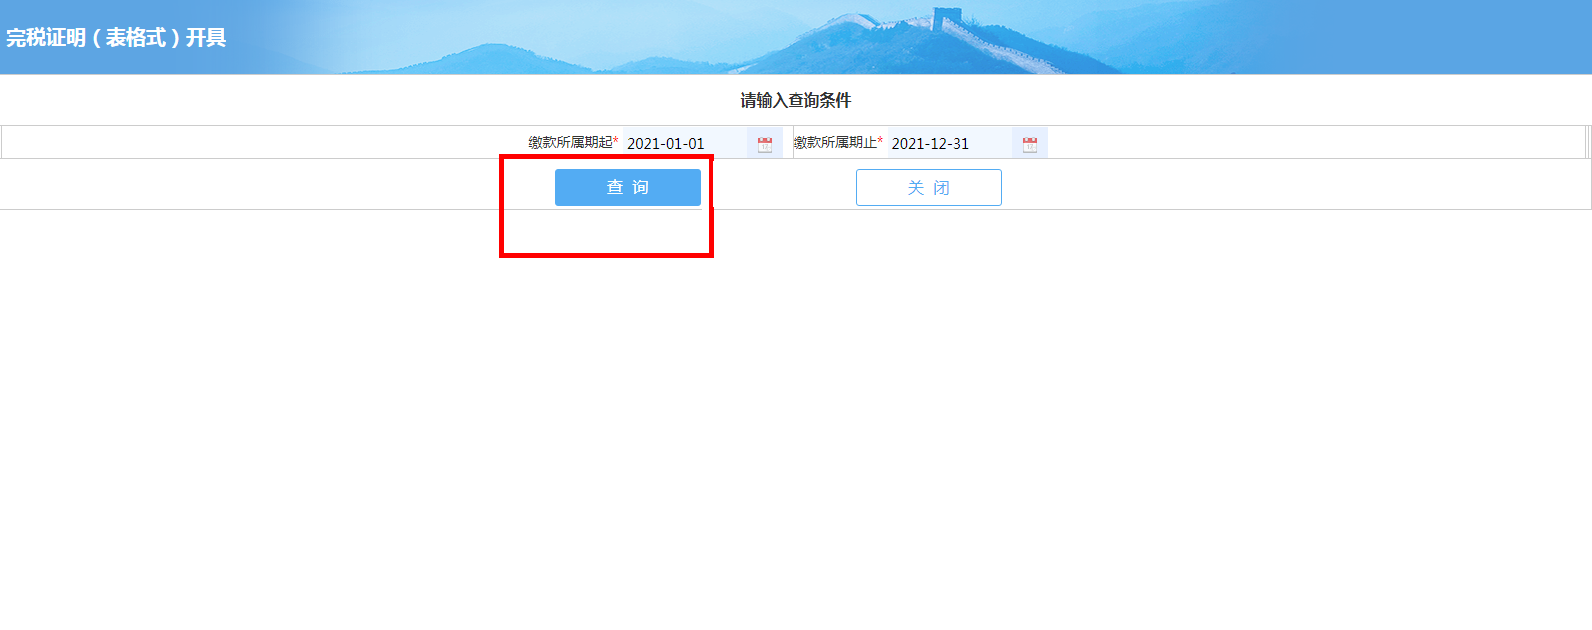 完税证明（表格式）开具
请输入查询条件
缴款所属期起* 2021-01-01 缴款所属期止* 2021-12-31
查 询 关 闭